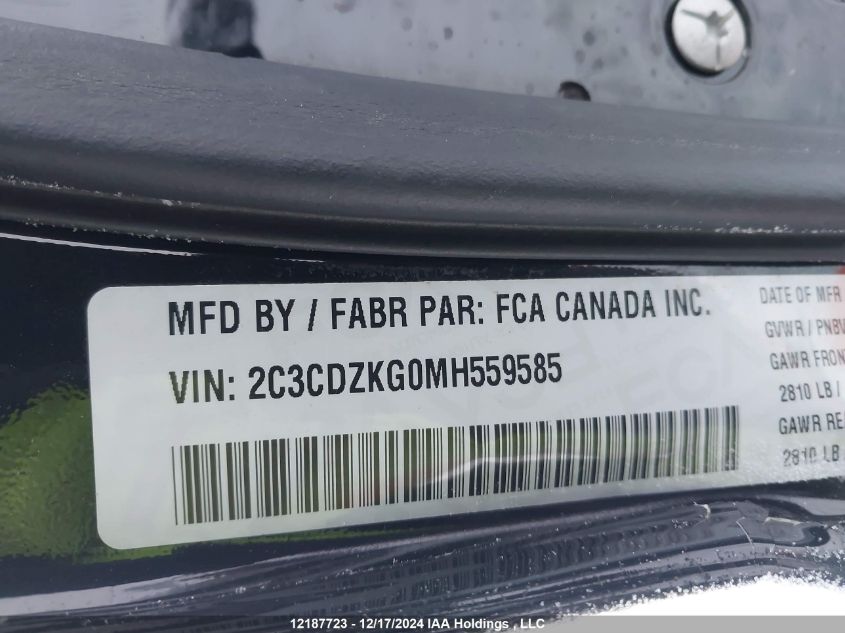 MFD BY / FABR PAR: FCA CANADA INC.
VIN: 2C3CDZKG0MH559585
DATE OF MFR
GVWR / PNBV
GAWR FRON
2810 LB /
GAWR REA
2810 LB
12187723 - 12/17/2024 IAA Holdings , LLC